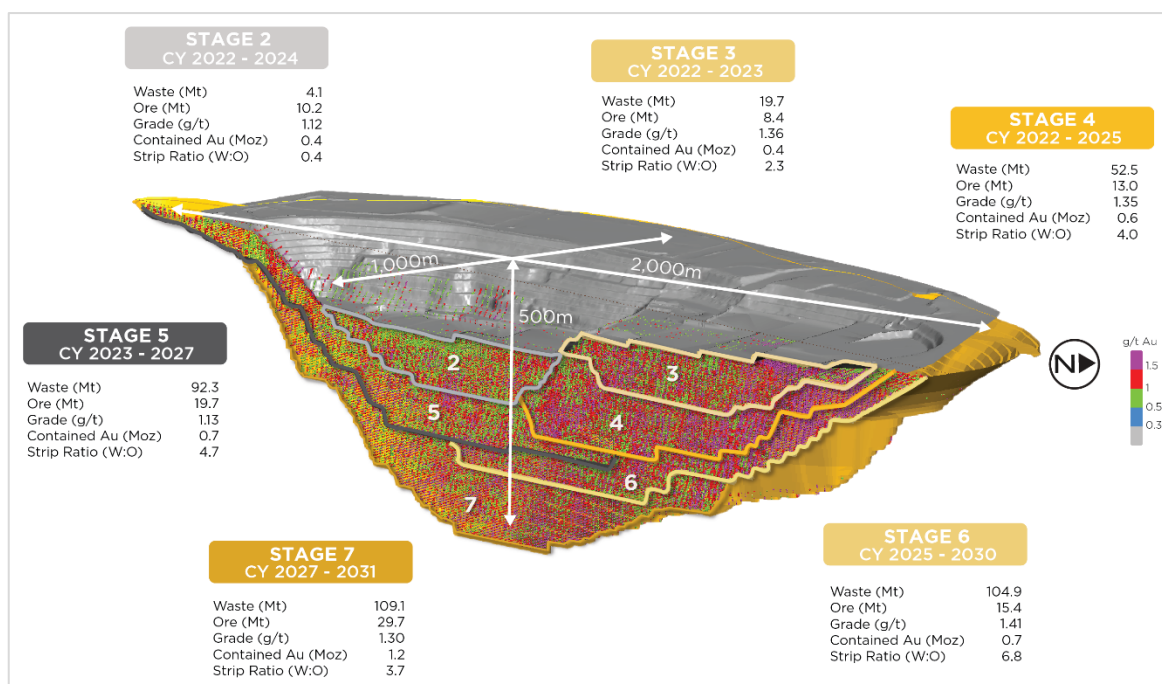 STAGE 2
CY 2022 - 2024
Waste (Mt) 4.1
Ore (Mt) 10.2
Grade (g/t) 1.12
Contained Au (Moz) 0.4
Strip Ratio (W:O) 0.4
STAGE 3
CY 2022 - 2023
Waste (Mt) 19.7
Ore (Mt) 8.4
Grade (g/t) 1.36
Contained Au (Moz) 0.4
Strip Ratio (W:O) 2.3
STAGE 4
CY 2022 - 2025
Waste (Mt) 52.5
Ore (Mt) 13.0
Grade (g/t) 1.35
Contained Au (Moz) 0.6
Strip Ratio (W:O) 4.0
1,000m
2,000m
500m
STAGE 5
CY 2023 - 2027
Waste (Mt) 92.3
Ore (Mt) 19.7
Grade (g/t) 1.13
Contained Au (Moz) 0.7
Strip Ratio (W:O) 4.7
2
3
5
4
6
7
N
g/t Au
1.5
1
0.5
0.3
STAGE 7
CY 2027 - 2031
Waste (Mt) 109.1
Ore (Mt) 29.7
Grade (g/t) 1.30
Contained Au (Moz) 1.2
Strip Ratio (W:O) 3.7
STAGE 6
CY 2025 - 2030
Waste (Mt) 104.9
Ore (Mt) 15.4
Grade (g/t) 1.41
Contained Au (Moz) 0.7
Strip Ratio (W:O) 6.8